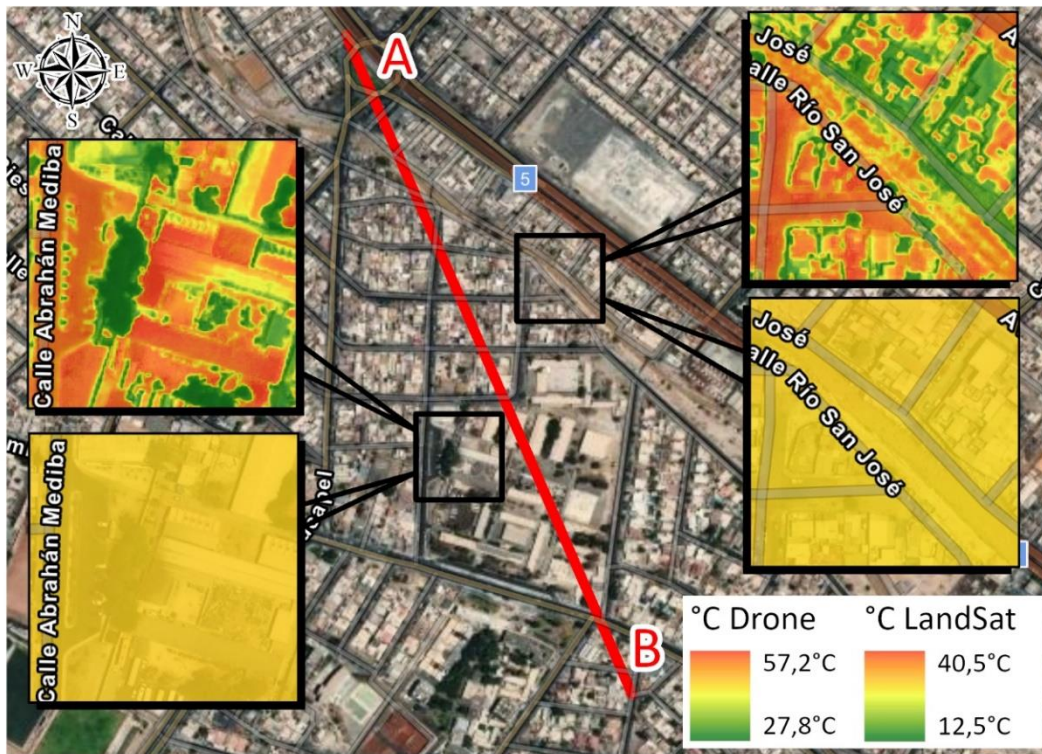 N
W E
S
A
José
A
alle Río San José
5
Calle Abrahán Mediba
José
A
alle Río San José
Calle Abrahán Mediba
apel
B
°C Drone
57,2°C
27,8°C
°C LandSat
40,5°C
12,5°C